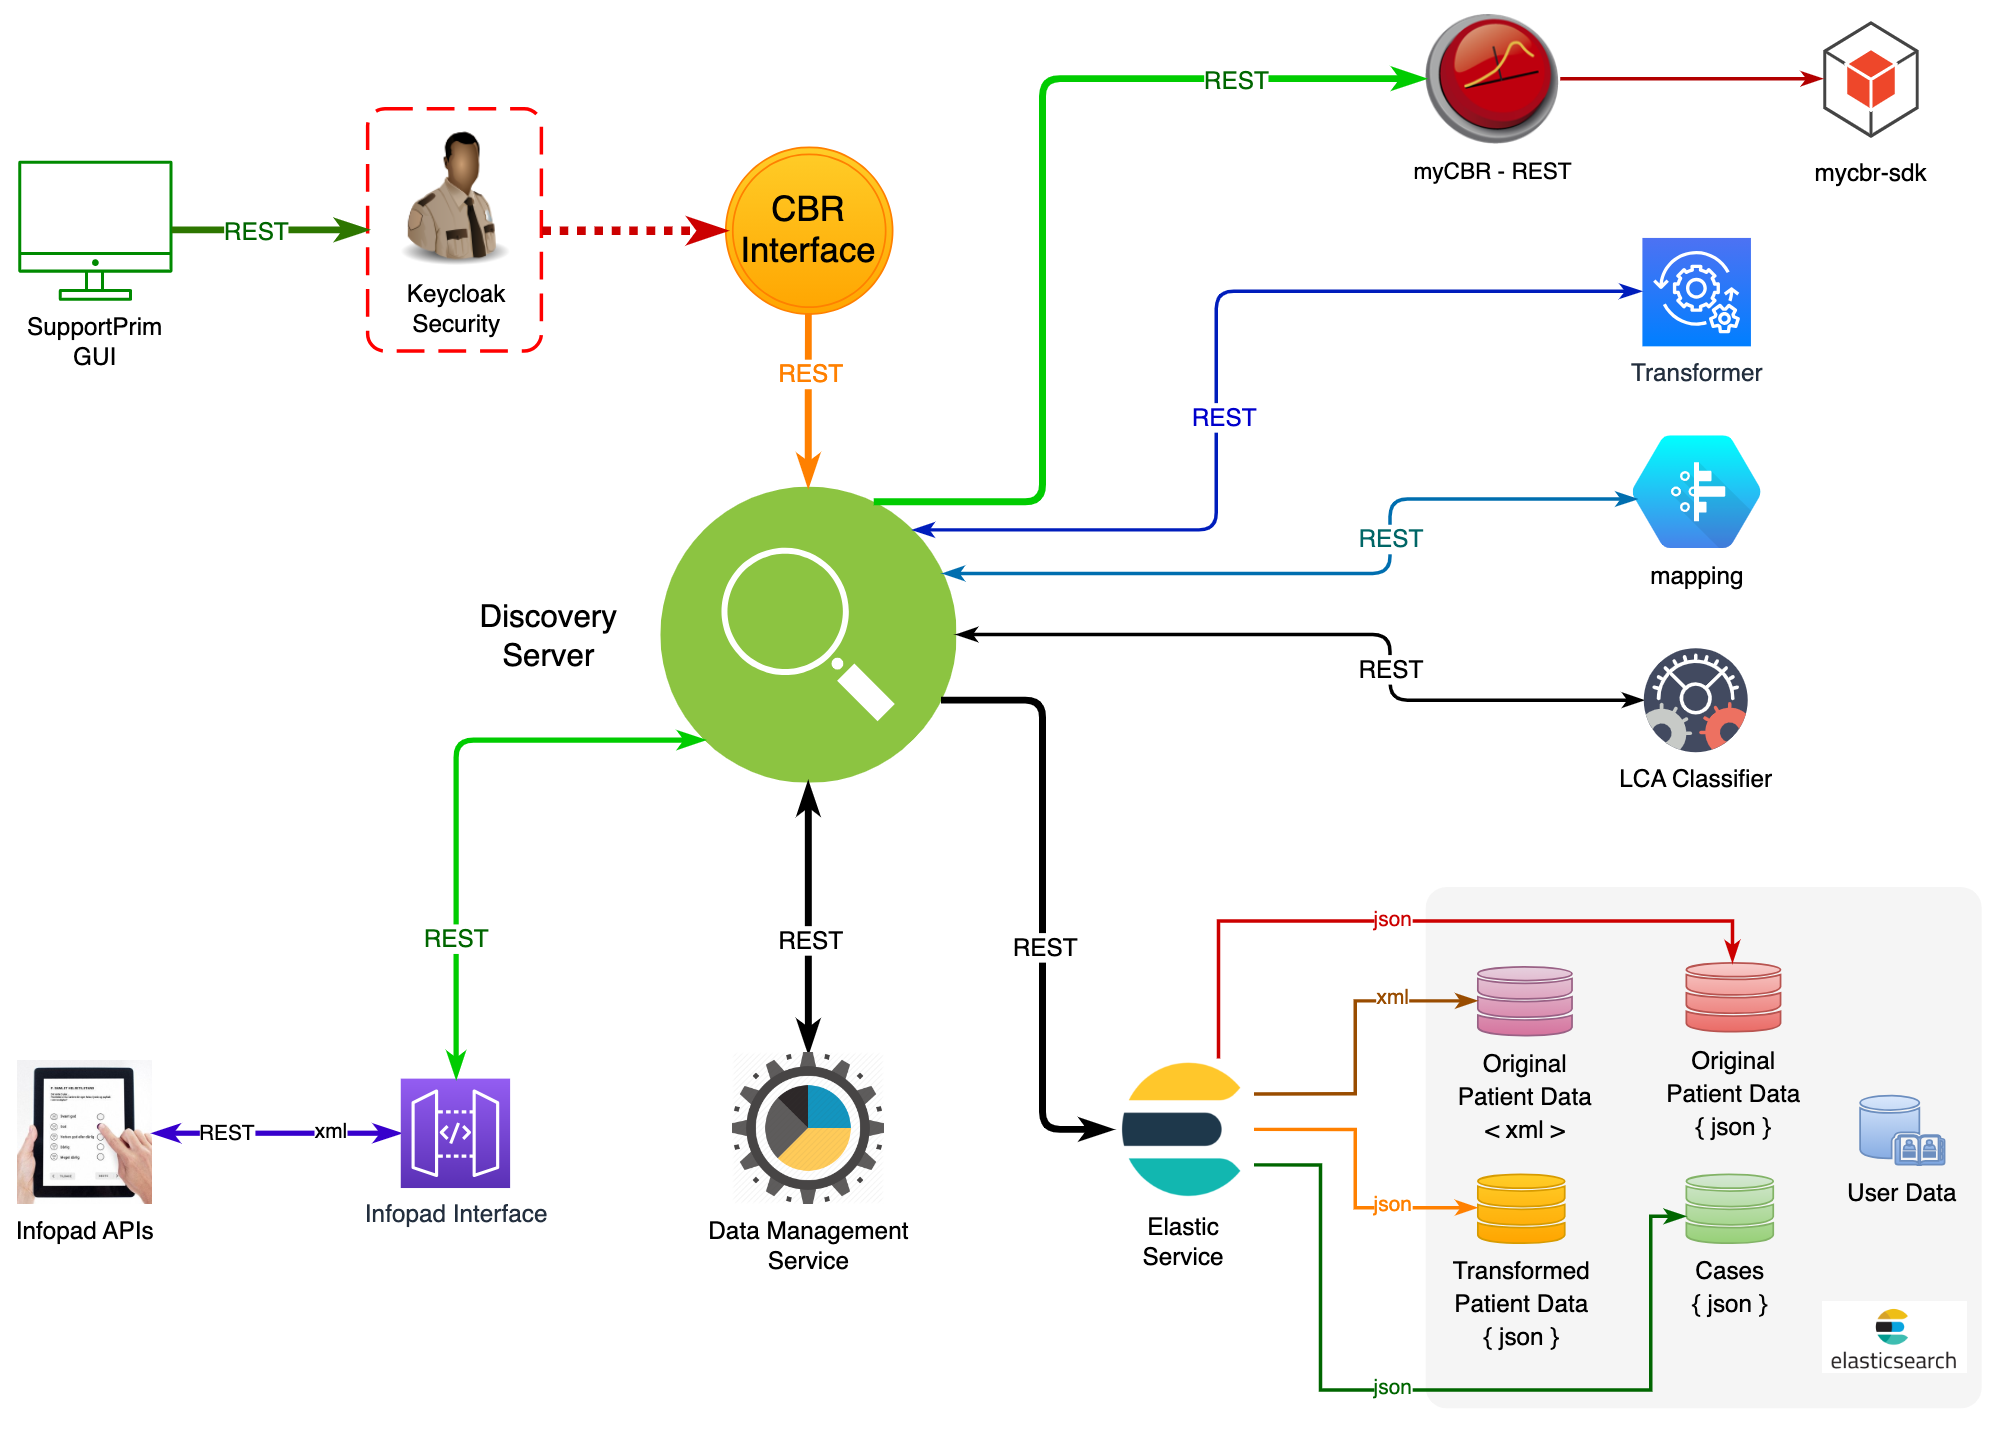 REST
myCBR - REST
mycbr-sdk
SupportPrim
GUI
REST
Keycloak
Security
CBR
Interface
REST
REST
Transformer
REST
mapping
Discovery
Server
REST
LCA Classifier
REST
REST
REST
json
xml
Original
Patient Data
< xml >
Original
Patient Data
{ json }
User Data
REST
xml
Infopad APIs
Infopad Interface
Data Management
Service
Elastic
Service
json
Transformed
Patient Data
{ json }
Cases
{ json }
json
elasticsearch